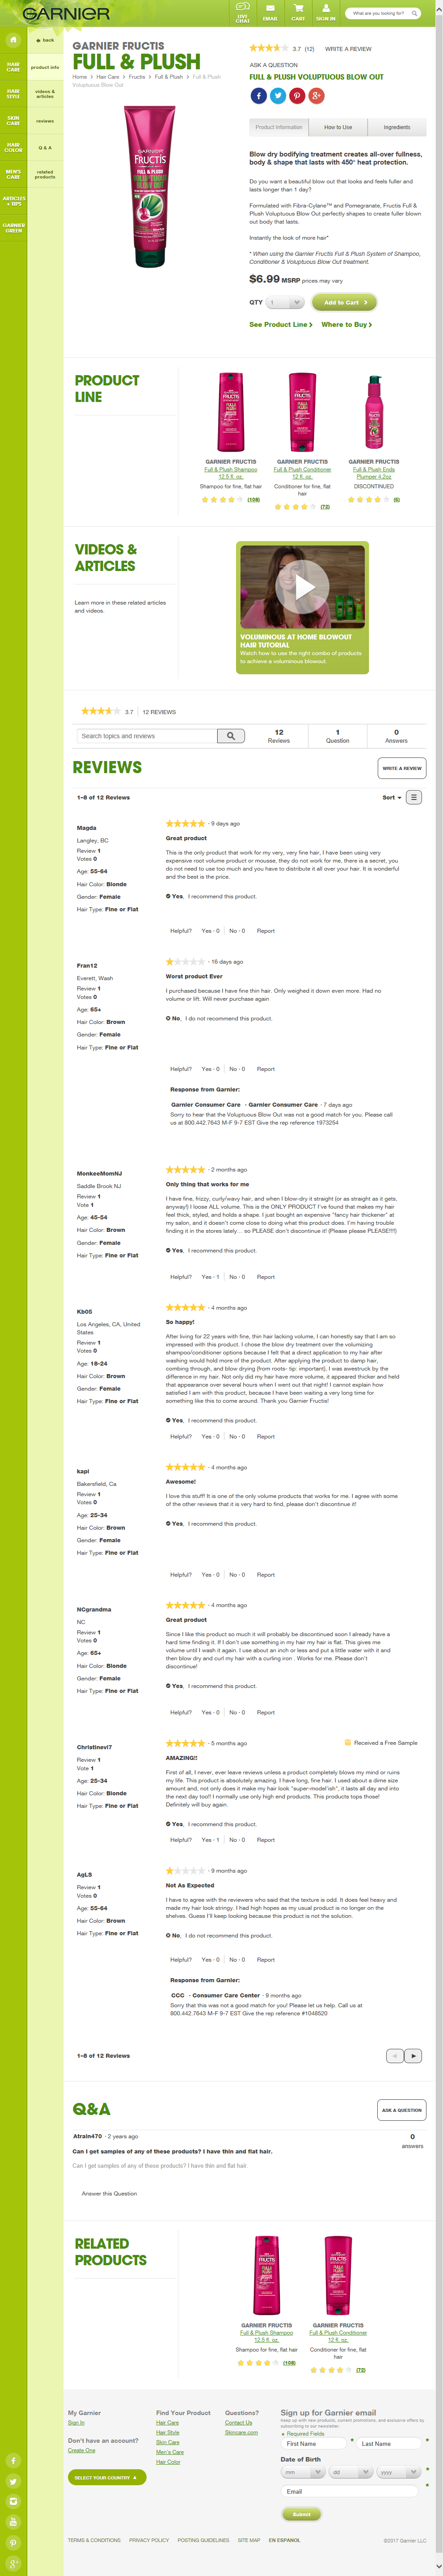 GARNIER
LIVE CHAT
EMAIL
CART
SIGN IN
What are you looking for?
back
HAIR CARE
product info
HAIR STYLE
videos & articles
SKIN CARE
reviews
HAIR COLOR
Q & A
MEN'S CARE
related products
ARTICLES + TIPS
GARNIER GREEN
GARNIER FRUCTIS
FULL & PLUSH
Home > Hair Care > Fructis > Full & Plush > Full & Plush
Voluptuous Blow Out
3.7 (12) WRITE A REVIEW
ASK A QUESTION
FULL & PLUSH VOLUPTUOUS BLOW OUT
Product Information
How to Use
Ingredients
Blow dry bodifying treatment creates all-over fullness,
body & shape that lasts with 450° heat protection.
Do you want a beautiful blow out that looks and feels fuller and
lasts longer than 1 day?
Formulated with Fibra-Cylane™ and Pomegranate, Fructis Full &
Plush Voluptuous Blow Out perfectly shapes to create fuller blown
out body that lasts.
Instantly the look of more hair*
* When using the Garnier Fructis Full & Plush System of Shampoo,
Conditioner & Voluptuous Blow Out treatment.
$6.99 MSRP prices may vary
QTY 1 Add to Cart >
See Product Line > Where to Buy >
PRODUCT
LINE
GARNIER FRUCTIS
Full & Plush Shampoo
12.5 fl. oz.
Shampoo for fine, flat hair
(108)
GARNIER FRUCTIS
Full & Plush Conditioner
12 fl. oz.
Conditioner for fine, flat
hair
(72)
GARNIER FRUCTIS
Full & Plush Ends
Plumper 4.2oz
DISCONTINUED
(6)
VIDEOS &
ARTICLES
Learn more in these related articles
and videos.
VOLUMINOUS AT HOME BLOWOUT
HAIR TUTORIAL
Watch how to use the right combo of products
to achieve a voluminous blowout.
3.7 12 REVIEWS
Search topics and reviews
12
Reviews
1
Question
0
Answers
REVIEWS
WRITE A REVIEW
1–8 of 12 Reviews
Sort
Magda
Langley, BC
Review 1
Votes 0
Age: 55-64
Hair Color: Blonde
Gender: Female
Hair Type: Fine or Flat
· 9 days ago
Great product
This is the only product that work for my very, very fine hair, I have been using very
expensive root volume product or mousse, they do not work for me, there is a secret, you
do not need to use too much and you have to distribute it all over your hair. It is wonderful
and the best is the price.
Yes, I recommend this product.
Helpful? Yes · 0 No · 0 Report
Fran12
Everett, Wash
Review 1
Votes 0
Age: 65+
Hair Color: Brown
Gender: Female
Hair Type: Fine or Flat
· 16 days ago
Worst product Ever
I purchased because I have fine thin hair. Only weighed it down even more. Had no
volume or lift. Will never purchase again
No, I do not recommend this product.
Helpful? Yes · 0 No · 0 Report
Response from Garnier:
Garnier Consumer Care · Garnier Consumer Care · 7 days ago
Sorry to hear that the Voluptuous Blow Out was not a good match for you. Please call
us at 800.442.7643 M-F 9-7 EST Give the rep reference 1973254
MonkeeMomNJ
Saddle Brook NJ
Review 1
Vote 1
Age: 45-54
Hair Color: Brown
Gender: Female
Hair Type: Fine or Flat
· 2 months ago
Only thing that works for me
I have fine, frizzy, curly/wavy hair, and when I blow-dry it straight (or as straight as it gets,
anyway!) I loose ALL volume. This is the ONLY PRODUCT I've found that makes my hair
feel thick, styled, and holds a shape. I just bought an expensive "fancy hair thickener" at
my salon, and it doesn't come close to doing what this product does. I'm having trouble
finding it in the stores lately… so PLEASE don't discontinue it! (Please please PLEASE!!!!)
Yes, I recommend this product.
Helpful? Yes · 1 No · 0 Report
Kb05
Los Angeles, CA, United
States
Review 1
Votes 0
Age: 18-24
Hair Color: Brown
Gender: Female
Hair Type: Fine or Flat
· 4 months ago
So happy!
After living for 22 years with fine, thin hair lacking volume, I can honestly say that I am so
impressed with this product. I chose the blow dry treatment over the volumizing
shampoo/conditioner options because I felt that a direct application to my hair after
washing would hold more of the product. After applying the product to damp hair,
combing through, and blow drying (from roots- tip: important), I was awestruck by the
difference in my hair. Not only did my hair have more volume, it appeared thicker and held
that appearance over several hours and throughout that night out! I cannot explain how
satisfied I am with this product; because I have been wanting a very long time for
something like this to come around. Thank you Garnier Fructis!
Yes, I recommend this product.
Helpful? Yes · 0 No · 0 Report
kapl
Bakersfield, Ca
Review 1
Votes 0
Age: 25-34
Hair Color: Brown
Gender: Female
Hair Type: Fine or Flat
· 4 months ago
Awesome!
I love this stuff! It is one of the only volume products that works for me. I agree with some
of the other reviews that it is very hard to find, please don't discontinue it!
Yes, I recommend this product.
Helpful? Yes · 0 No · 0 Report
NCgrandma
NC
Review 1
Votes 0
Age: 65+
Hair Color: Blonde
Gender: Female
Hair Type: Fine or Flat
· 4 months ago
Great product
Since I like this product so much it will probably be discontinued soon I already have a
hard time finding it. If I don't use something in my hair my hair is flat. This gives me
volume until I wash it again. I use about an inch or less and put a little water with it and
then blow dry and curl my hair with a curling iron . Works for me. Please don't
discontinue!
Yes, I recommend this product.
Helpful? Yes · 0 No · 0 Report
Christinevi7
Review 1
Vote 1
Age: 25-34
Hair Color: Blonde
Hair Type: Fine or Flat
· 5 months ago
Received a Free Sample
AMAZING!!
First of all, I never, ever leave reviews unless a product completely blows my mind or ruins
my life. This product is absolutely amazing. I have long, fine hair. I used about a dime size
amount and, not only does it make my hair look "super-model'ish", it lasts all day and into
the next day too!! I normally use only high end products. This products tops those!
Definitely will buy again.
Yes, I recommend this product.
Helpful? Yes · 1 No · 0 Report
AgLS
Review 1
Votes 0
Age: 55-64
Hair Color: Brown
Hair Type: Fine or Flat
· 9 months ago
Not As Expected
I have to agree with the reviewers who said that the texture is odd. It does feel heavy and
made my hair look stringy. I had high hopes as my usual product is no longer on the
shelves. Guess I'll keep looking because this product is not the solution.
No, I do not recommend this product.
Helpful? Yes · 0 No · 0 Report
Response from Garnier:
CCC · Consumer Care Center · 9 months ago
Sorry that this was not a good match for you! Please let us help. Call us at
800.442.7643 M-F 9-7 EST Give the rep reference #1048520
1–8 of 12 Reviews
Q&A
ASK A QUESTION
Atrain470 · 2 years ago
0
answers
Can I get samples of any of these products? I have thin and flat hair.
Can I got samples of any of these products? I have thin and flat hair.
Answer this Question
RELATED
PRODUCTS
GARNIER FRUCTIS
Full & Plush Shampoo
12.5 fl. oz.
Shampoo for fine, flat hair
(108)
GARNIER FRUCTIS
Full & Plush Conditioner
12 fl. oz.
Conditioner for fine, flat
hair
(72)
My Garnier
Sign In
Don't have an account?
Create One
SELECT YOUR COUNTRY
Find Your Product
Hair Care
Hair Style
Skin Care
Men's Care
Hair Color
Questions?
Contact Us
Skincare.com
Sign up for Garnier email
Keep up with new products, current promotions, and exclusive offers by
subscribing to our newsletter.
Required Fields
First Name * Last Name *
Date of Birth
mm dd yyyy *
Email *
Submit
TERMS & CONDITIONS PRIVACY POLICY POSTING GUIDELINES SITE MAP EN ESPANOL
©2017 Garnier LLC